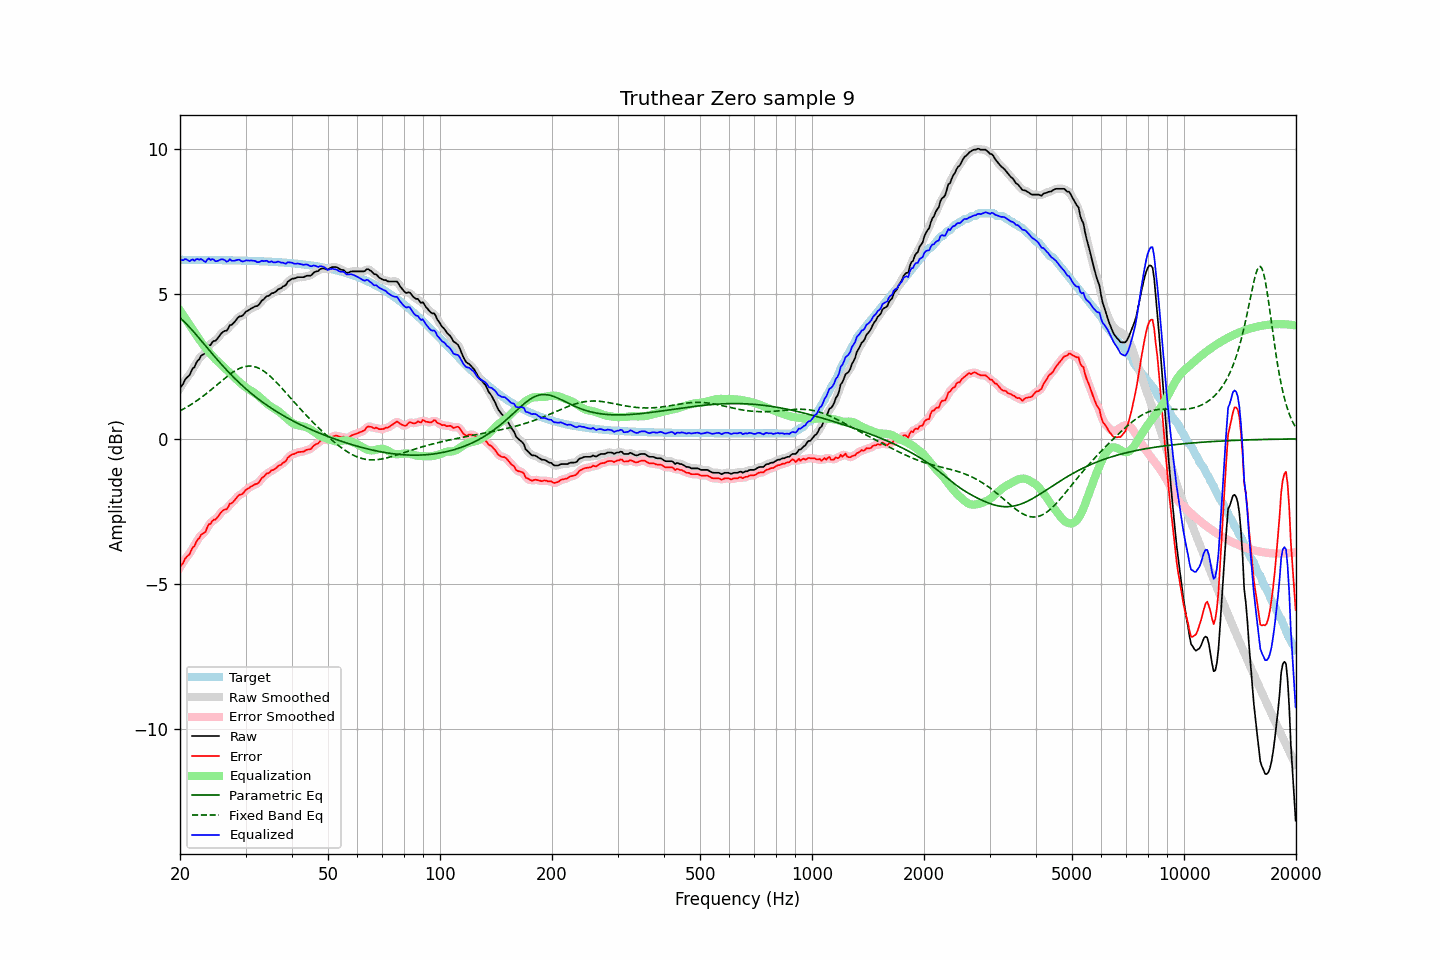 Truthear Zero sample 9
10
5
0
−5
−10
Amplitude (dBr)
Target
Raw Smoothed
Error Smoothed
Raw
Error
Equalization
Parametric Eq
Fixed Band Eq
Equalized
20 50 100 200 500 1000 2000 5000 10000 20000
Frequency (Hz)